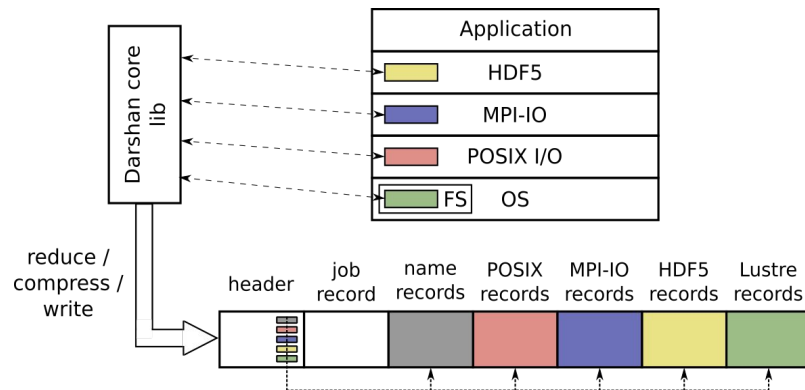 Darshan core
lib
Application
HDF5
MPI-IO
POSIX I/O
FS OS
reduce /
compress /
write
header
job
record
name
records
POSIX
records
MPI-IO
records
HDF5
records
Lustre
records